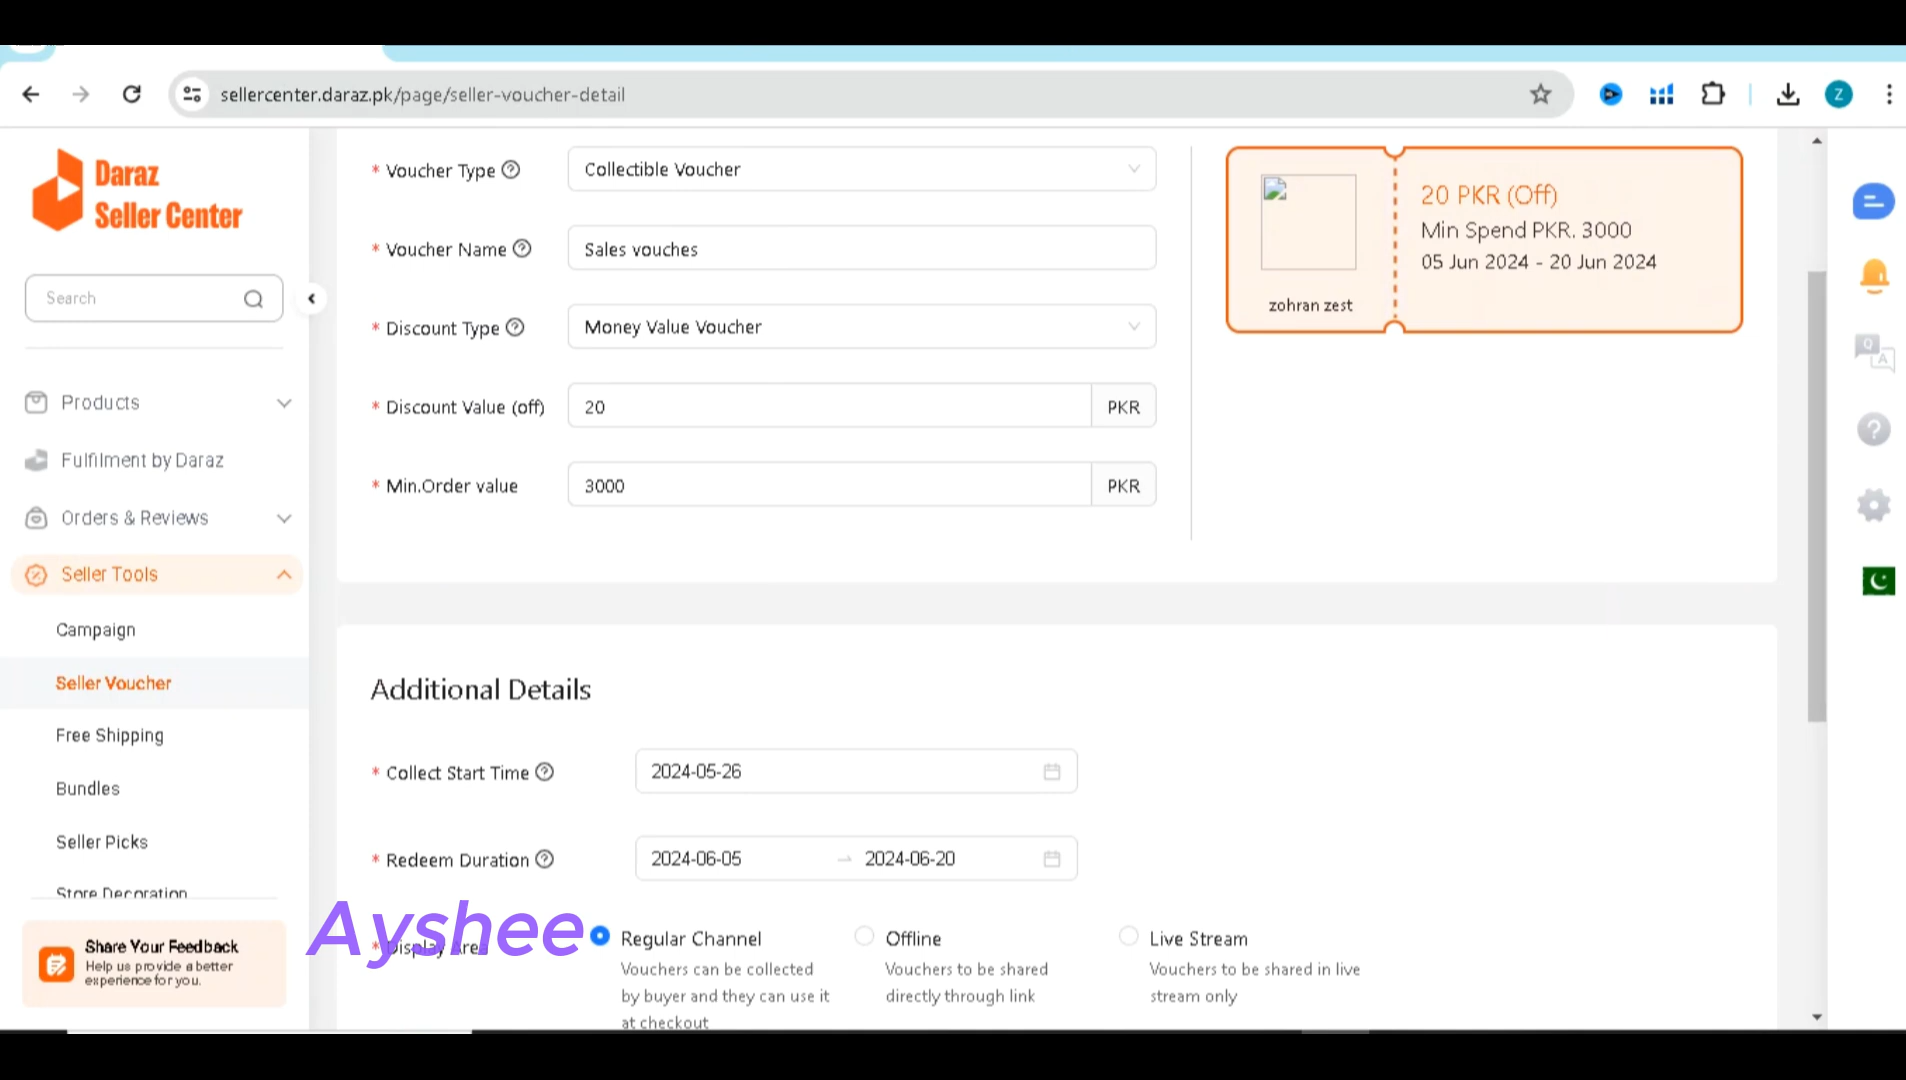 sellercenter.daraz.pk/page/seller-voucher-detail
Z
Daraz
Seller Center
Search
Products
Fulfilment by Daraz
Orders & Reviews
Seller Tools
Campaign
Seller Voucher
Free Shipping
Bundles
Seller Picks
Store Decoration
Share Your Feedback
Help us provide a better
experience for you.
* Voucher Type
Collectible Voucher
* Voucher Name
Sales vouches
* Discount Type
Money Value Voucher
* Discount Value (off)
20
PKR
* Min.Order value
3000
PKR
20 PKR (Off)
Min Spend PKR. 3000
05 Jun 2024 - 20 Jun 2024
zohran zest
Q
A
Additional Details
* Collect Start Time
2024-05-26
* Redeem Duration
2024-06-05 → 2024-06-20
Ayshee
* Display Area
Regular Channel
Vouchers can be collected
by buyer and they can use it
at checkout
Offline
Vouchers to be shared
directly through link
Live Stream
Vouchers to be shared in live
stream only